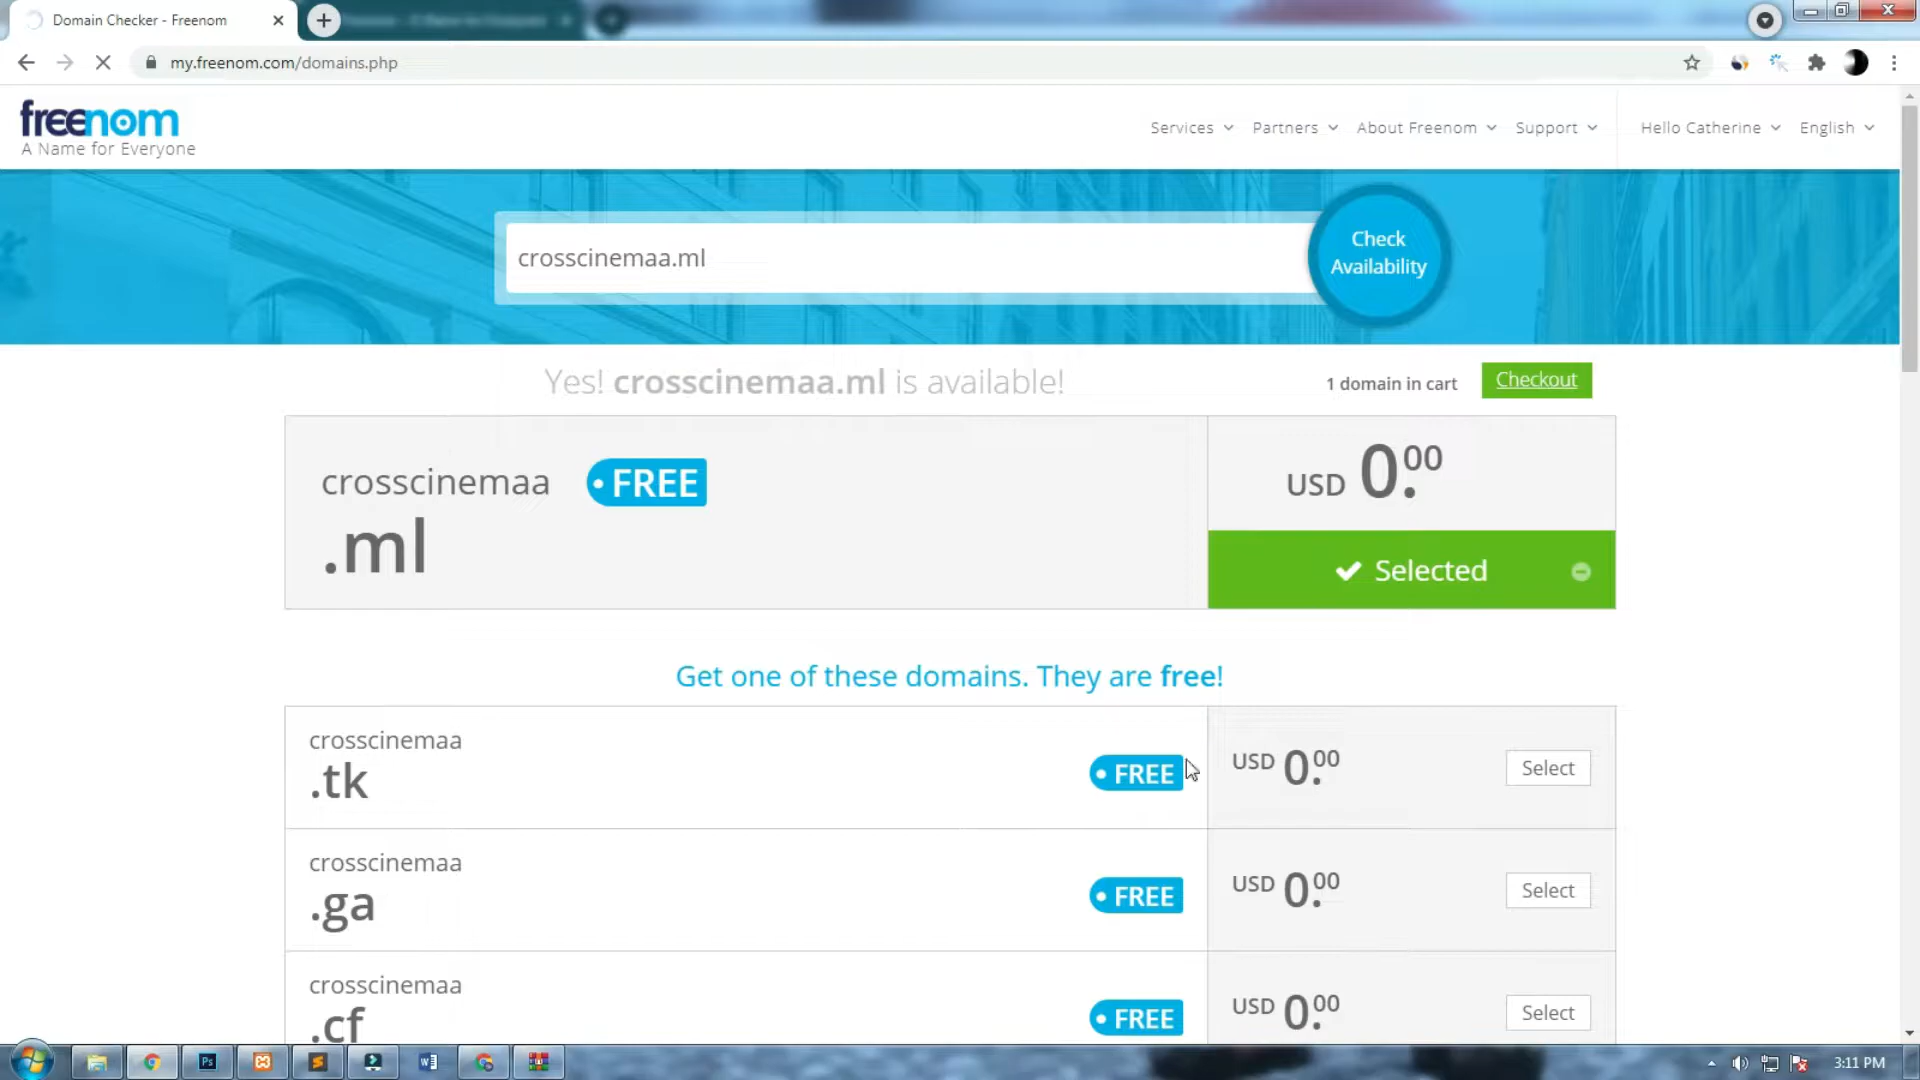 Domain Checker - Freenom
my.freenom.com/domains.php
freenom
A Name for Everyone
Services
Partners
About Freenom
Support
Hello Catherine
English
crosscinemaa.ml
Check
Availability
Yes! crosscinemaa.ml is available!
1 domain in cart
Checkout
crosscinemaa
FREE
.ml
USD 0.00
Selected
Get one of these domains. They are free!
crosscinemaa
.tk
FREE
USD 0.00
Select
crosscinemaa
.ga
FREE
USD 0.00
Select
crosscinemaa
.cf
FREE
USD 0.00
Select
Ps
3:11 PM